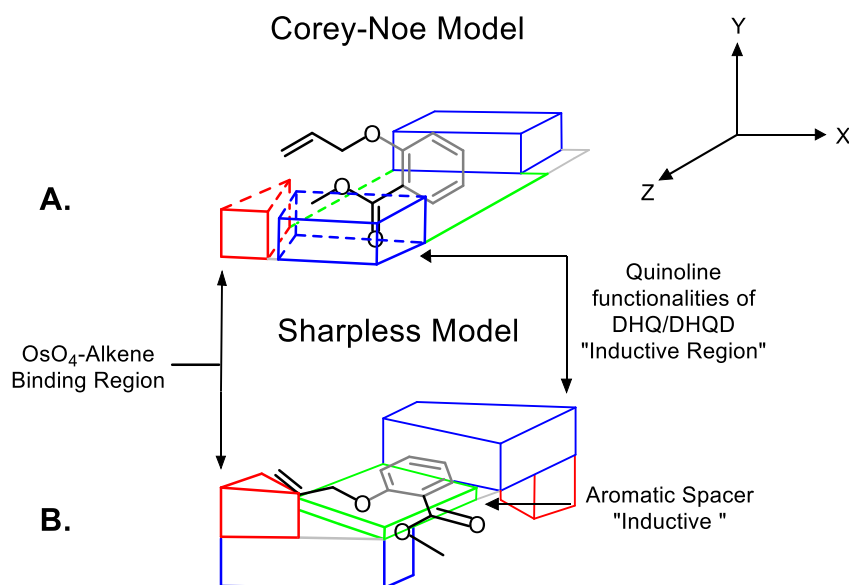 Corey-Noe Model
Y
X
Z
O
O
O
A.
Quinoline
functionalities of
DHQ/DHQD
"Inductive Region"
Sharpless Model
OsO4-Alkene
Binding Region
O
O
O
Aromatic Spacer
"Inductive "
B.